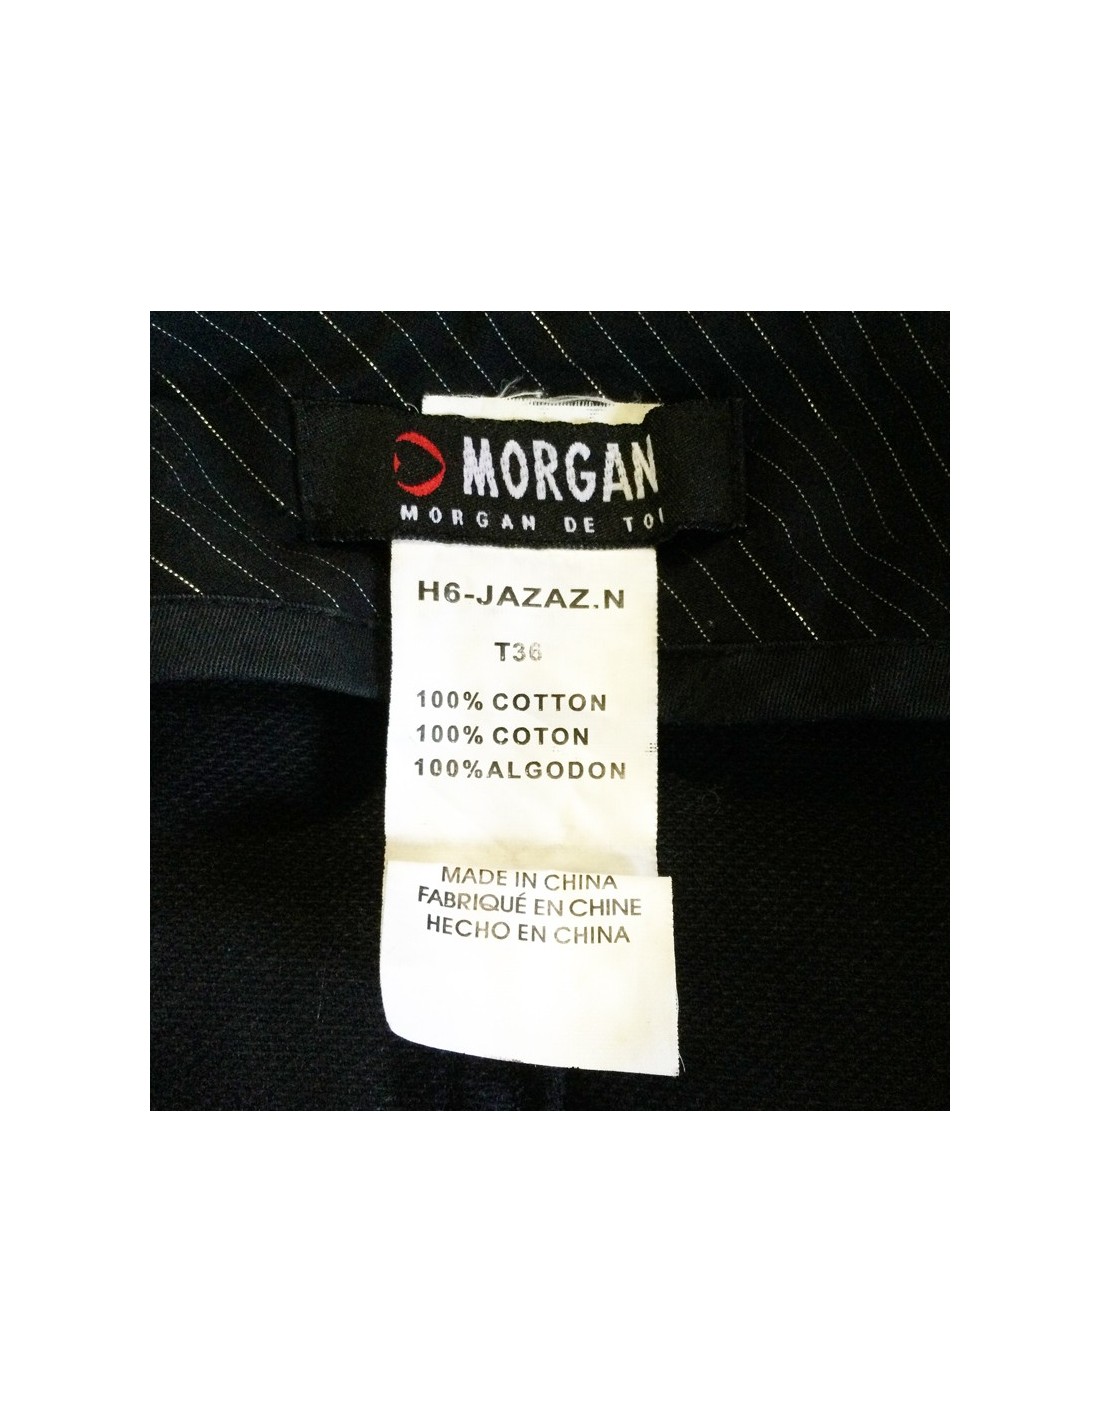 MORGAN
MORGAN DE TOI
H6-JAZAZ.N
T36
100% COTTON
100% COTON
100%ALGODON
MADE IN CHINA
FABRIQUÉ EN CHINE
HECHO EN CHINA